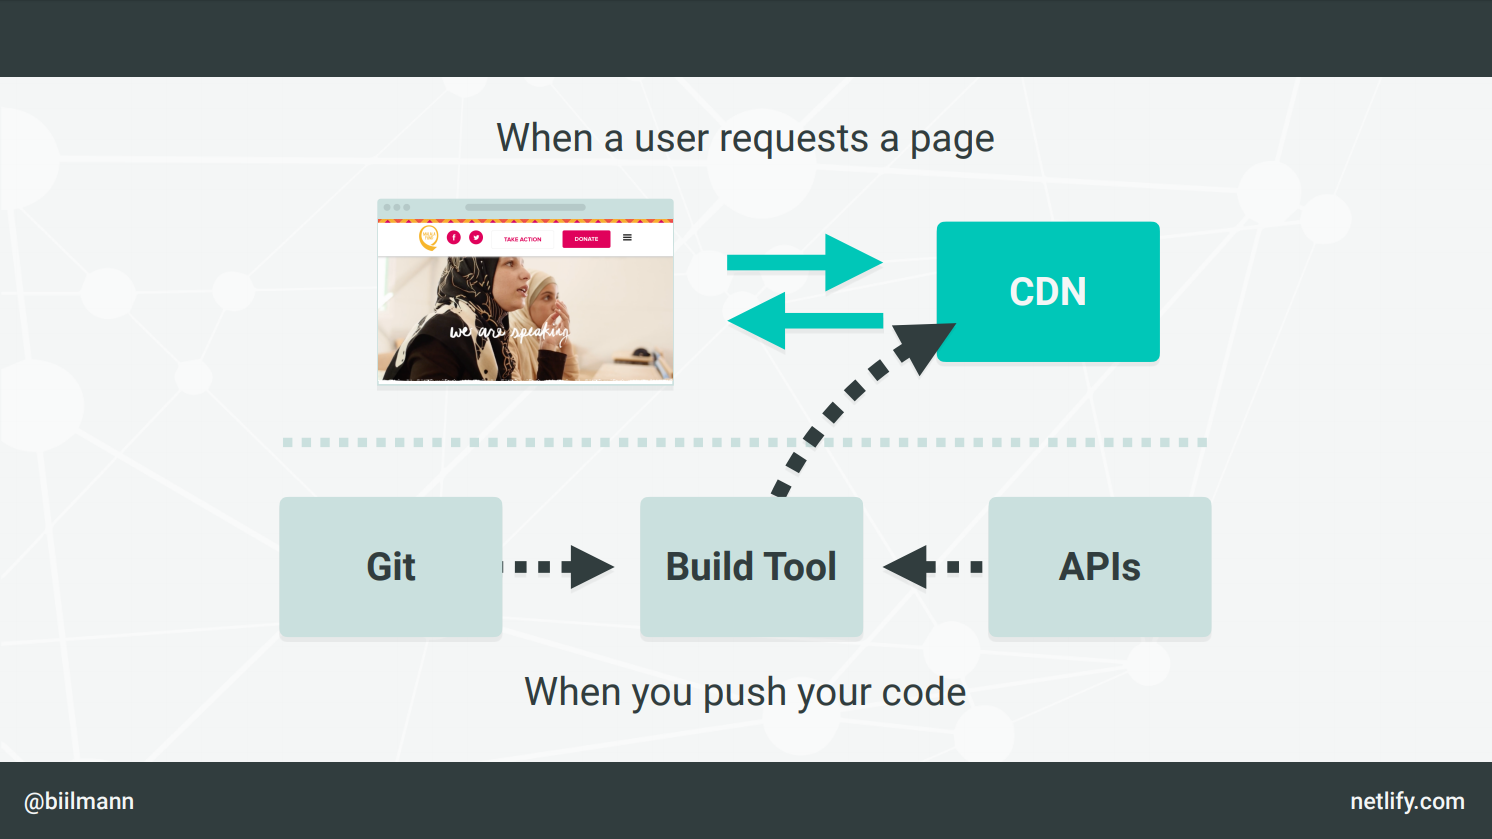 When a user requests a page
TAKE ACTION
DONATE
we are speaking
CDN
Git
Build Tool
APIs
When you push your code
@biilmann
netlify.com